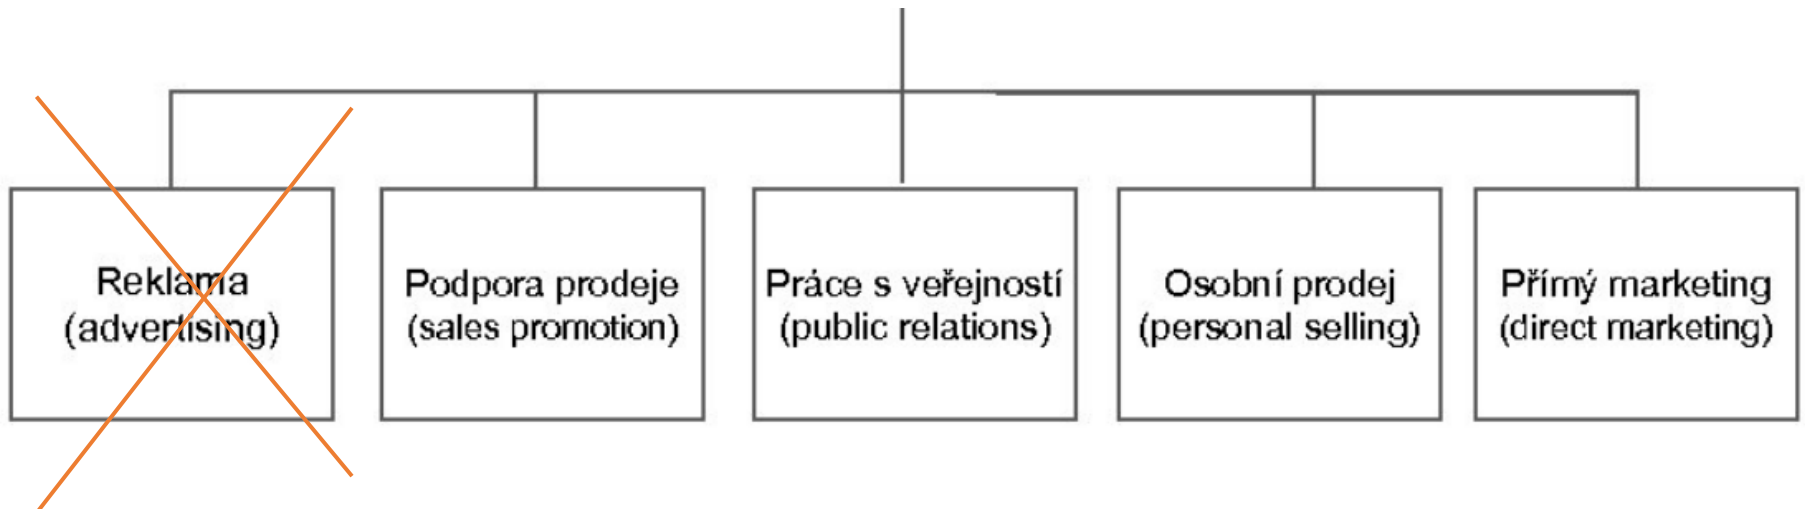 Reklama
(advertising)
Podpora prodeje
(sales promotion)
Práce s veřejností
(public relations)
Osobní prodej
(personal selling)
Přímý marketing
(direct marketing)